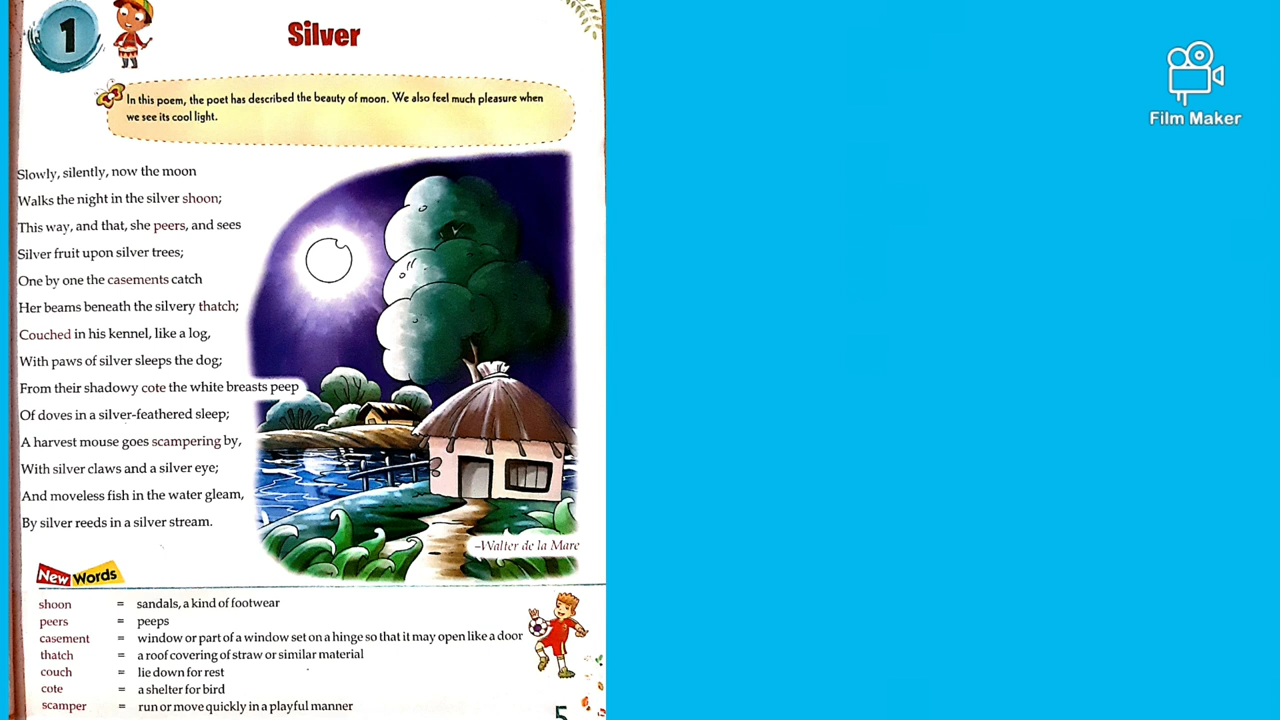 1
Silver
In this poem, the poet has described the beauty of moon. We also feel much pleasure when
we see its cool light.
Slowly, silently, now the moon
Walks the night in the silver shoon;
This way, and that, she peers, and sees
Silver fruit upon silver trees;
One by one the casements catch
Her beams beneath the silvery thatch;
Couched in his kennel, like a log,
With paws of silver sleeps the dog;
From their shadowy cote the white breasts peep
Of doves in a silver-feathered sleep;
A harvest mouse goes scampering by,
With silver claws and a silver eye;
And moveless fish in the water gleam,
By silver reeds in a silver stream.
–Walter de la Mare
New Words
shoon = sandals, a kind of footwear
peers = peeps
casement = window or part of a window set on a hinge so that it may open like a door
thatch = a roof covering of straw or similar material
couch = lie down for rest
cote = a shelter for bird
scamper = run or move quickly in a playful manner
5
Film Maker